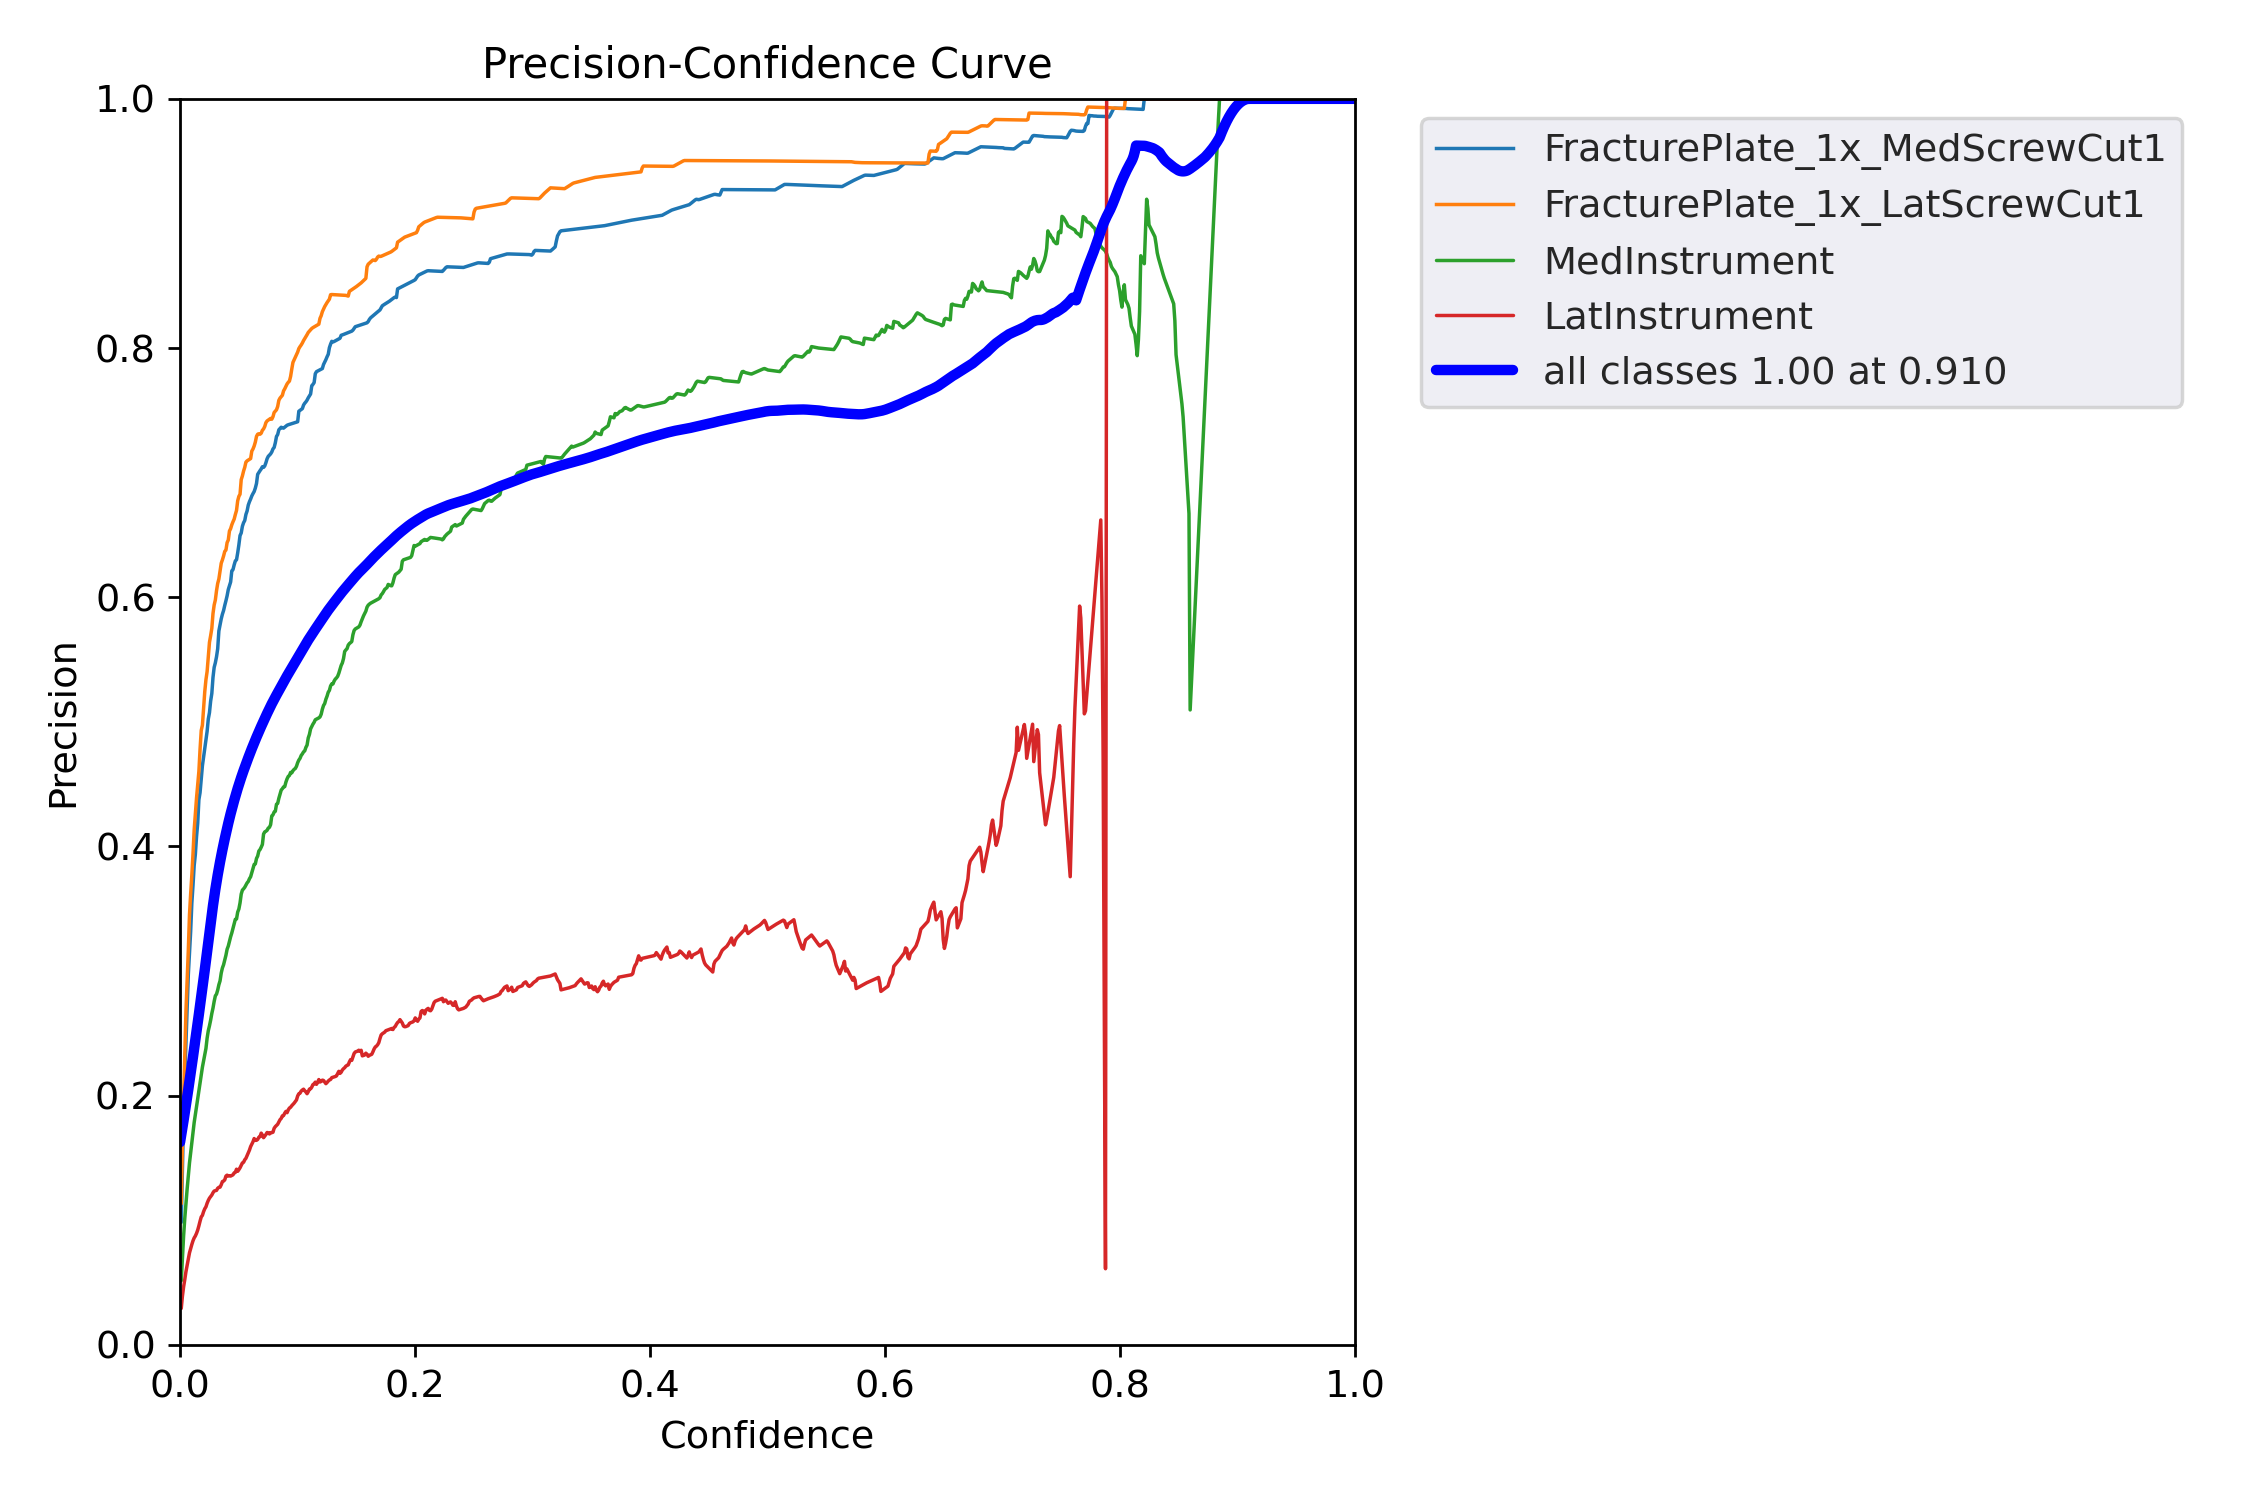 Precision-Confidence Curve
1.0
0.8
0.6
0.4
0.2
0.0
Precision
0.0 0.2 0.4 0.6 0.8 1.0
Confidence
FracturePlate_1x_MedScrewCut1
FracturePlate_1x_LatScrewCut1
MedInstrument
LatInstrument
all classes 1.00 at 0.910